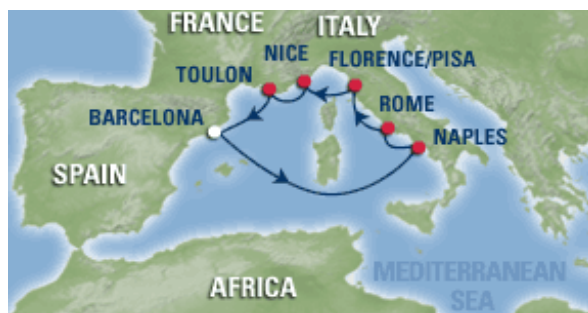 FRANCE
ITALY
NICE
FLORENCE/PISA
TOULON
ROME
BARCELONA
NAPLES
SPAIN
AFRICA
MEDITERRANEAN
SEA